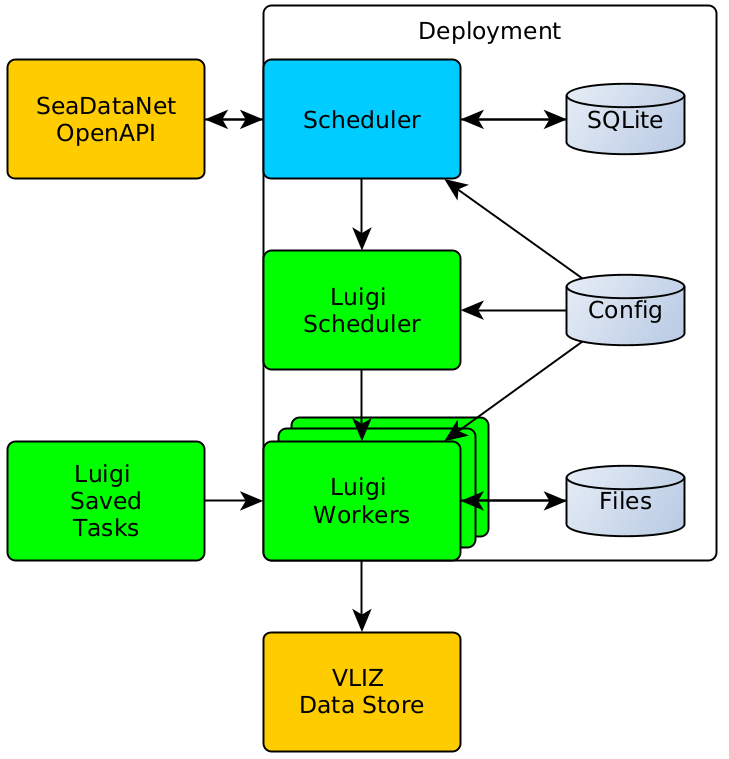 Deployment
SeaDataNet
OpenAPI
Scheduler
SQLite
Luigi
Scheduler
Config
Luigi
Saved
Tasks
Luigi
Workers
Files
VLIZ
Data Store